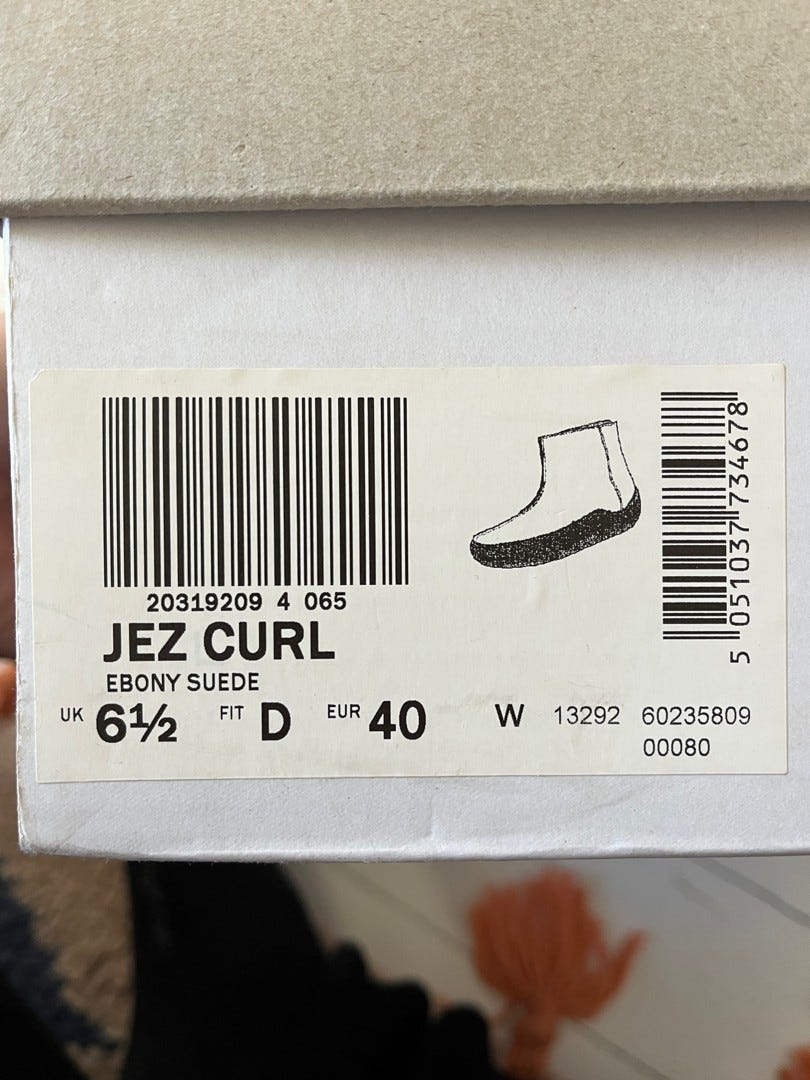 20319209 4 065
JEZ CURL
EBONY SUEDE
UK 6½ FIT D EUR 40 W 13292 60235809
00080
5 051037 734678